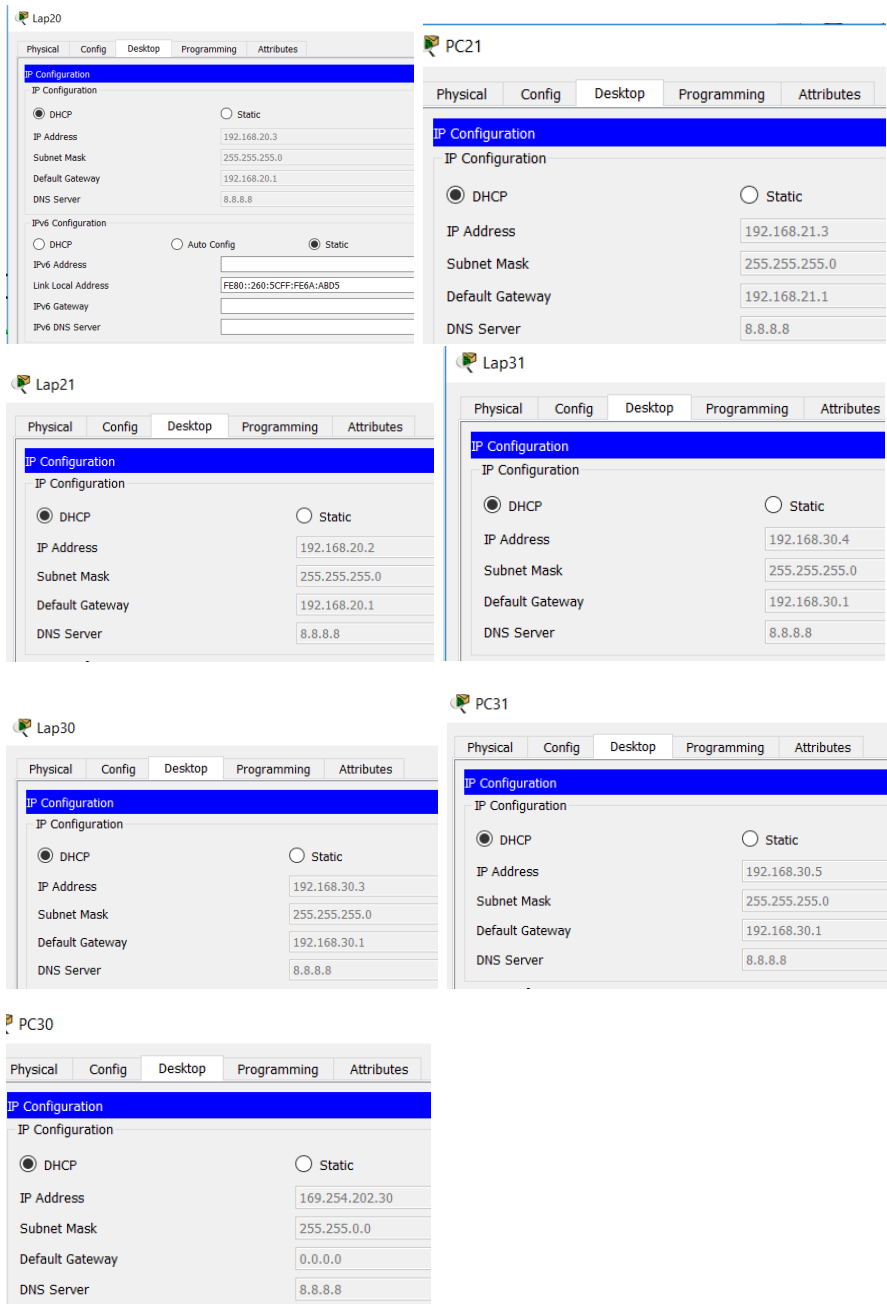 Lap20
Physical Config Desktop Programming Attributes
IP Configuration
IP Configuration
DHCP Static
IP Address 192.168.20.3
Subnet Mask 255.255.255.0
Default Gateway 192.168.20.1
DNS Server 8.8.8.8
IPv6 Configuration
DHCP Auto Config Static
IPv6 Address
Link Local Address FE80::260:5CFF:FE6A:ABD5
IPv6 Gateway
IPv6 DNS Server
PC21
Physical Config Desktop Programming Attributes
IP Configuration
IP Configuration
DHCP Static
IP Address 192.168.21.3
Subnet Mask 255.255.255.0
Default Gateway 192.168.21.1
DNS Server 8.8.8.8
Lap21
Physical Config Desktop Programming Attributes
IP Configuration
IP Configuration
DHCP Static
IP Address 192.168.20.2
Subnet Mask 255.255.255.0
Default Gateway 192.168.20.1
DNS Server 8.8.8.8
Lap31
Physical Config Desktop Programming Attributes
IP Configuration
IP Configuration
DHCP Static
IP Address 192.168.30.4
Subnet Mask 255.255.255.0
Default Gateway 192.168.30.1
DNS Server 8.8.8.8
Lap30
Physical Config Desktop Programming Attributes
IP Configuration
IP Configuration
DHCP Static
IP Address 192.168.30.3
Subnet Mask 255.255.255.0
Default Gateway 192.168.30.1
DNS Server 8.8.8.8
PC31
Physical Config Desktop Programming Attributes
IP Configuration
IP Configuration
DHCP Static
IP Address 192.168.30.5
Subnet Mask 255.255.255.0
Default Gateway 192.168.30.1
DNS Server 8.8.8.8
PC30
Physical Config Desktop Programming Attributes
IP Configuration
IP Configuration
DHCP Static
IP Address 169.254.202.30
Subnet Mask 255.255.0.0
Default Gateway 0.0.0.0
DNS Server 8.8.8.8